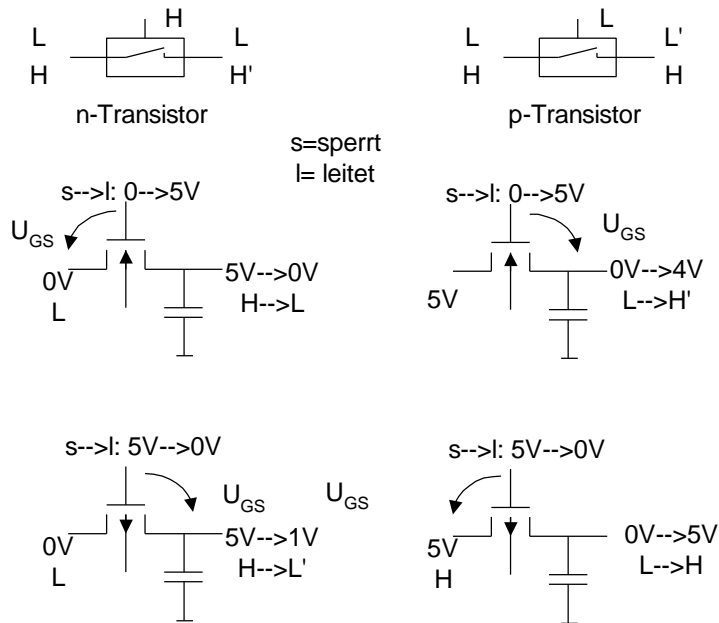 H
L
L
H
H'
n-Transistor
L
L
L'
H
H
p-Transistor
s=sperrt
l= leitet
s-->l: 0-->5V
UGS
0V
L
5V-->0V
H-->L
s-->l: 0-->5V
UGS
5V
0V-->4V
L-->H'
s-->l: 5V-->0V
UGS
0V
L
5V-->1V
H-->L'
s-->l: 5V-->0V
UGS
5V
H
0V-->5V
L-->H